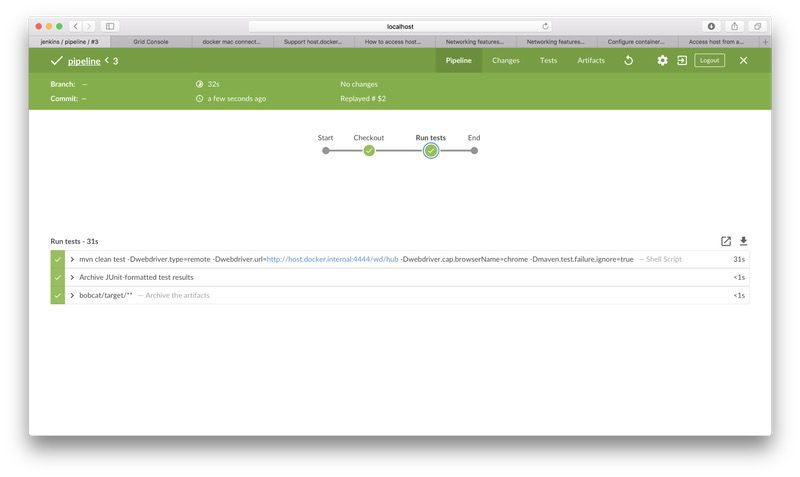 localhost
jenkins / pipeline / #3
Grid Console
docker mac connect...
Support host.docker...
How to access host...
Networking features...
Networking features...
Configure container...
Access host from a...
pipeline < 3
Pipeline
Changes
Tests
Artifacts
Logout
Branch: —
32s
No changes
Commit: —
a few seconds ago
Replayed # $2
Start
Checkout
Run tests
End
Run tests - 31s
mvn clean test -Dwebdriver.type=remote -Dwebdriver.url=http://host.docker.internal:4444/wd/hub -Dwebdriver.cap.browserName=chrome -Dmaven.test.failure.ignore=true — Shell Script 31s
Archive JUnit-formatted test results <1s
bobcat/target/** — Archive the artifacts <1s